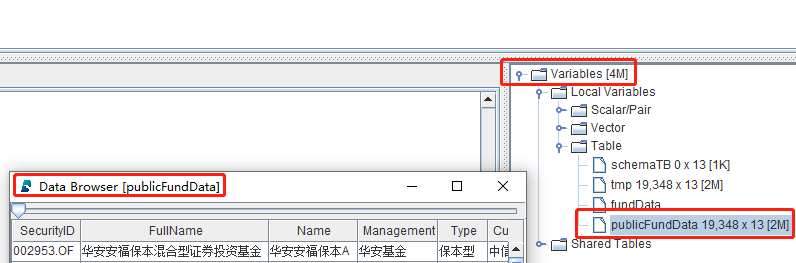 Variables [4M]
Local Variables
Scalar/Pair
Vector
Table
schemaTB 0 x 13 [1K]
tmp 19,348 x 13 [2M]
fundData
publicFundData 19,348 x 13 [2M]
Shared Tables
Data Browser [publicFundData]
SecurityID FullName Name Management Type Cu
002953.OF 华安安福保本混合型证券投资基金 华安安福保本A 华安基金 保本型 中信